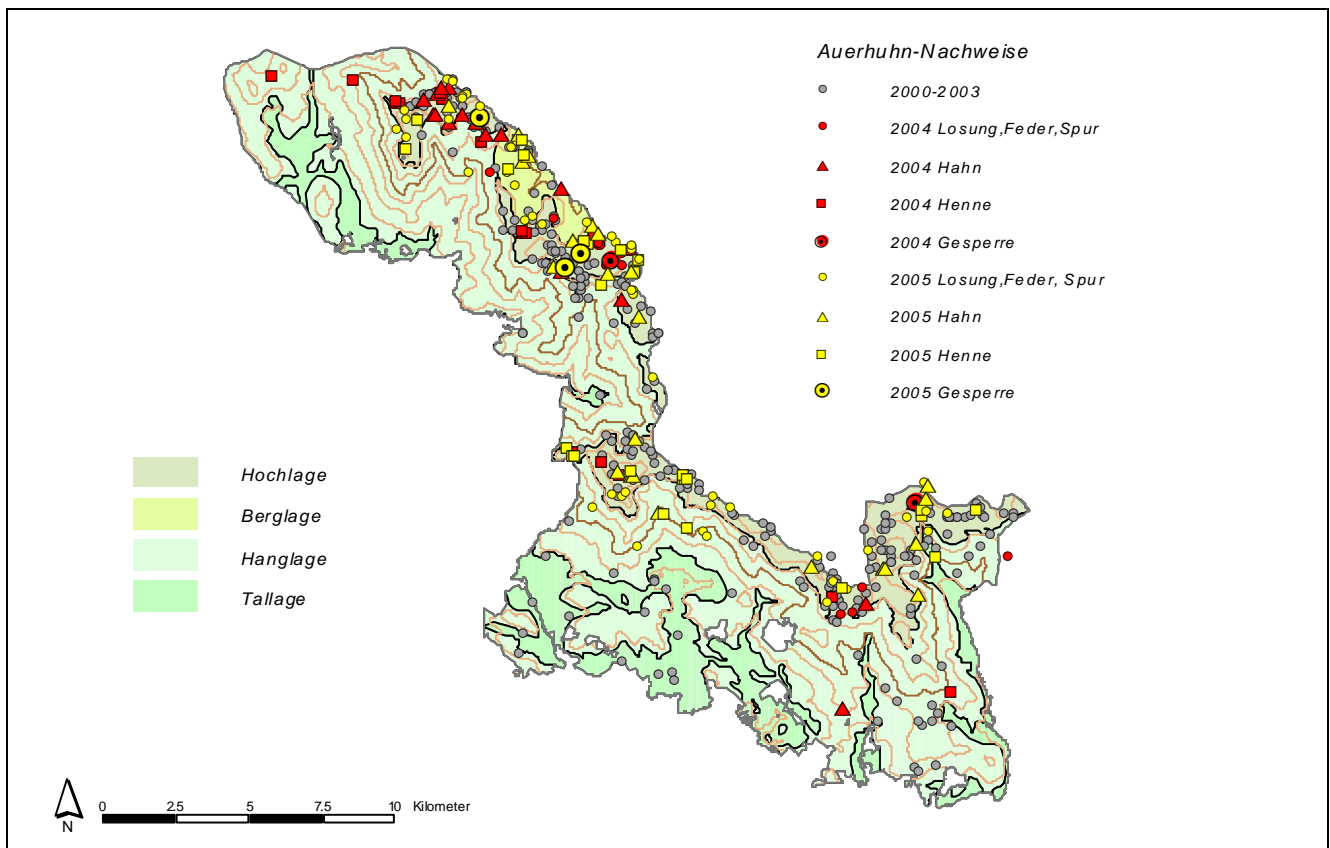 Auerhuhn-Nachweise
2000-2003
2004 Losung,Feder,Spur
2004 Hahn
2004 Henne
2004 Gesperre
2005 Losung,Feder, Spur
2005 Hahn
2005 Henne
2005 Gesperre
Hochlage
Berglage
Hanglage
Tallage
N
0 2.5 5 7.5 10 Kilometer